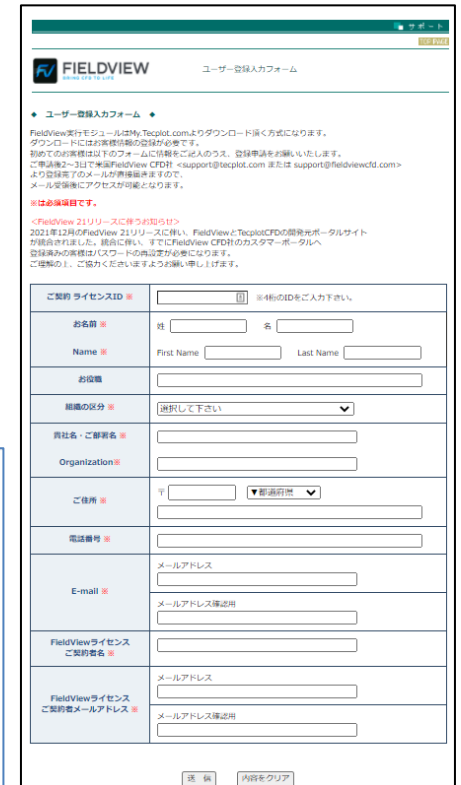 サポート
TOP PAGE
FIELDVIEW
BRING CFD TO LIFE
ユーザー登録入力フォーム
◆ ユーザー登録入力フォーム ◆
FieldView実行モジュールはMy.Tecplot.comよりダウンロード頂く方式になります。
ダウンロードにはお客様情報の登録が必要です。
初めてのお客様は以下のフォームに情報をご記入のうえ、登録申請をお願いいたします。
ご申請後2～3日で米国FieldView CFD社 <support@tecplot.com または support@fieldviewcfd.com>
より登録完了のメールが直接届きますので、
メール受領後にアクセスが可能となります。
※は必須項目です。
<FieldView 21リリースに伴うお知らせ>
2021年12月のFiedView 21リリースに伴い、FieldViewとTecplotCFDの開発元ポータルサイト
が統合されました。統合に伴い、すでにFieldView CFD社のカスタマーポータルへ
登録済みの客様はパスワードの再設定が必要になります。
ご理解の上、ご協力くださいますようお願い申し上げます。
ご契約 ライセンスID ※
※4桁のIDをご入力下さい。
お名前 ※
姓
名
Name ※
First Name
Last Name
お役職
組織の区分 ※
選択して下さい
貴社名・ご部署名 ※
Organization※
ご住所 ※
〒
▼都道府県
電話番号 ※
E-mail ※
メールアドレス
メールアドレス確認用
FieldViewライセンス
ご契約者名 ※
FieldViewライセンス
ご契約者メールアドレス ※
メールアドレス
メールアドレス確認用
送 信
内容をクリア